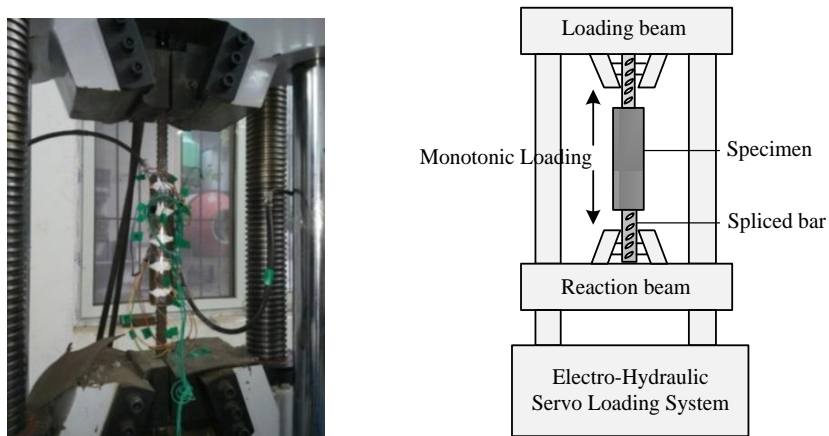 Loading beam
Monotonic Loading
Specimen
Spliced bar
Reaction beam
Electro-Hydraulic
Servo Loading System